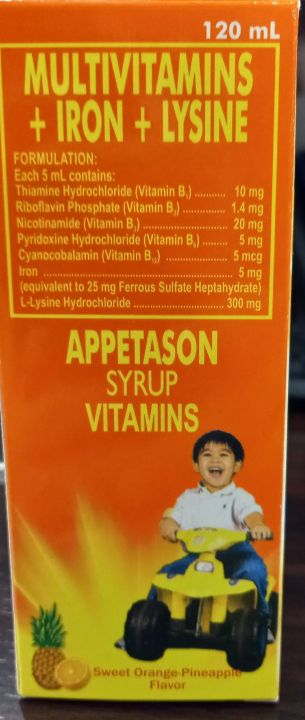 120 mL
MULTIVITAMINS
+ IRON + LYSINE
FORMULATION:
Each 5 mL contains:
Thiamine Hydrochloride (Vitamin B₁) .......... 10 mg
Riboflavin Phosphate (Vitamin B₂) ............... 1.4 mg
Nicotinamide (Vitamin B₃) ............................ 20 mg
Pyridoxine Hydrochloride (Vitamin B₆) ........ 5 mg
Cyanocobalamin (Vitamin B₁₂) .................... 5 mcg
Iron ............................................................... 5 mg
(equivalent to 25 mg Ferrous Sulfate Heptahydrate)
L-Lysine Hydrochloride .............................. 300 mg
APPETASON
SYRUP
VITAMINS
Sweet Orange-Pineapple
Flavor